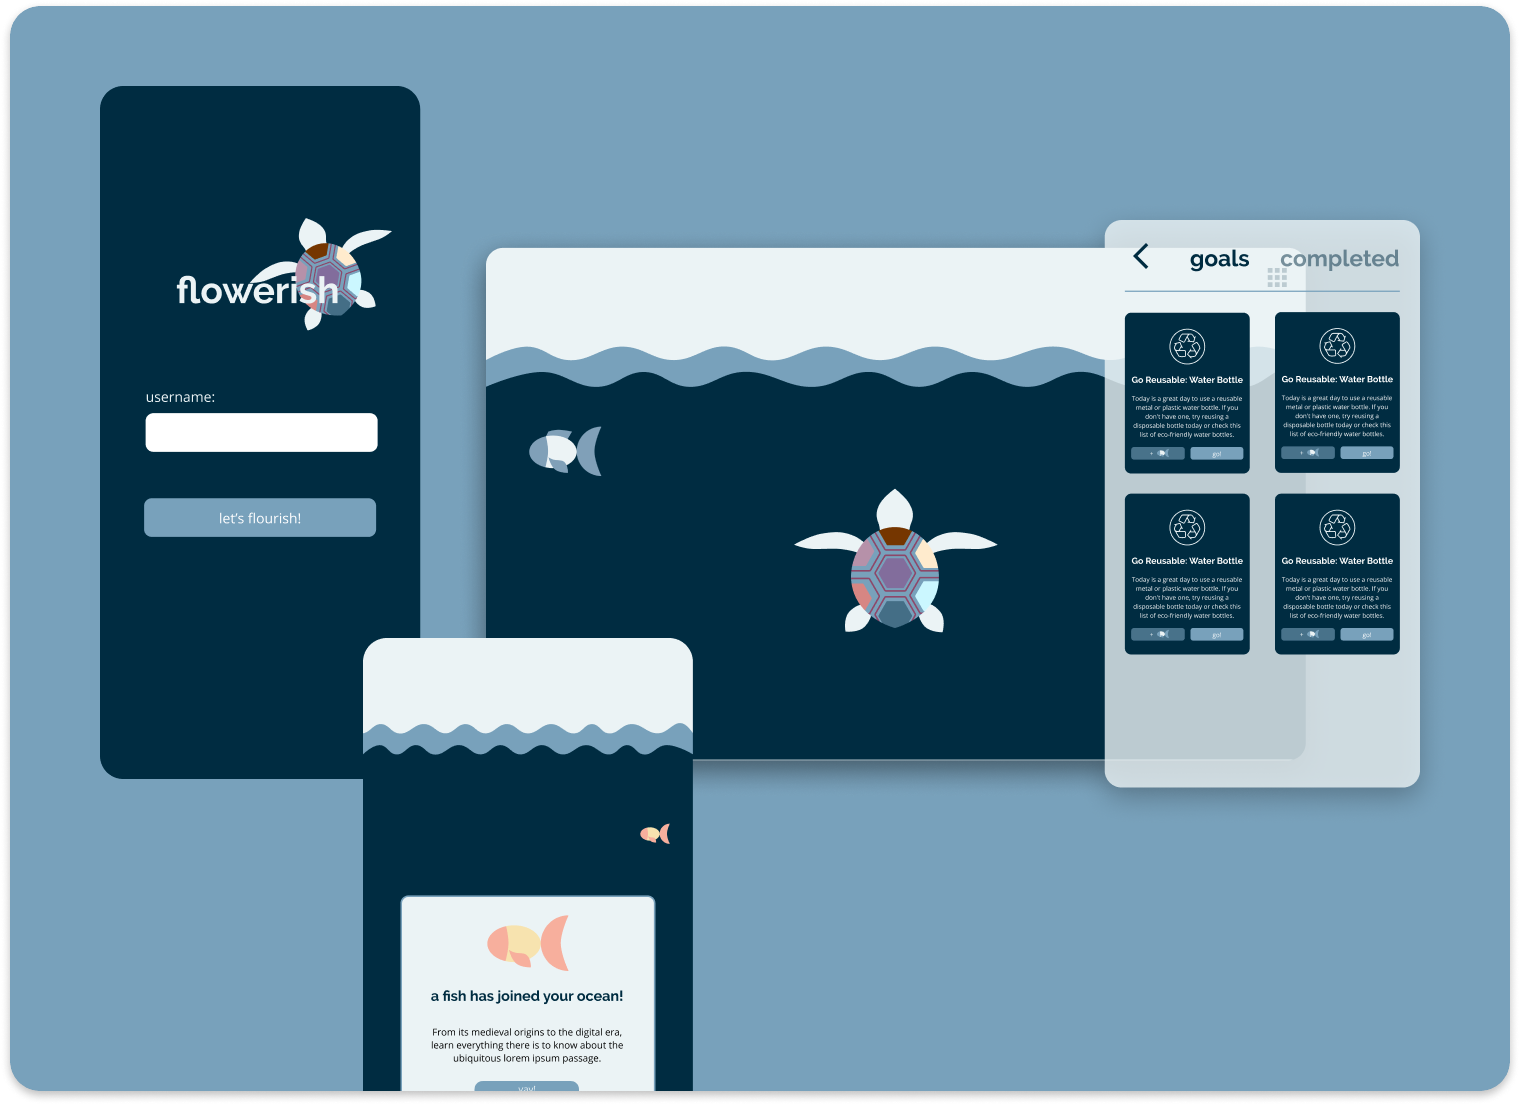 flowerish
username:
let's flourish!
goals
completed
Go Reusable: Water Bottle
Today is a great day to use a reusable
metal or plastic water bottle. If you
don't have one, try reusing a
disposable bottle today or check this
list of eco-friendly water bottles.
+
go!
Go Reusable: Water Bottle
Today is a great day to use a reusable
metal or plastic water bottle. If you
don't have one, try reusing a
disposable bottle today or check this
list of eco-friendly water bottles.
+
go!
Go Reusable: Water Bottle
Today is a great day to use a reusable
metal or plastic water bottle. If you
don't have one, try reusing a
disposable bottle today or check this
list of eco-friendly water bottles.
+
go!
Go Reusable: Water Bottle
Today is a great day to use a reusable
metal or plastic water bottle. If you
don't have one, try reusing a
disposable bottle today or check this
list of eco-friendly water bottles.
+
go!
a fish has joined your ocean!
From its medieval origins to the digital era,
learn everything there is to know about the
ubiquitous lorem ipsum passage.
yay!